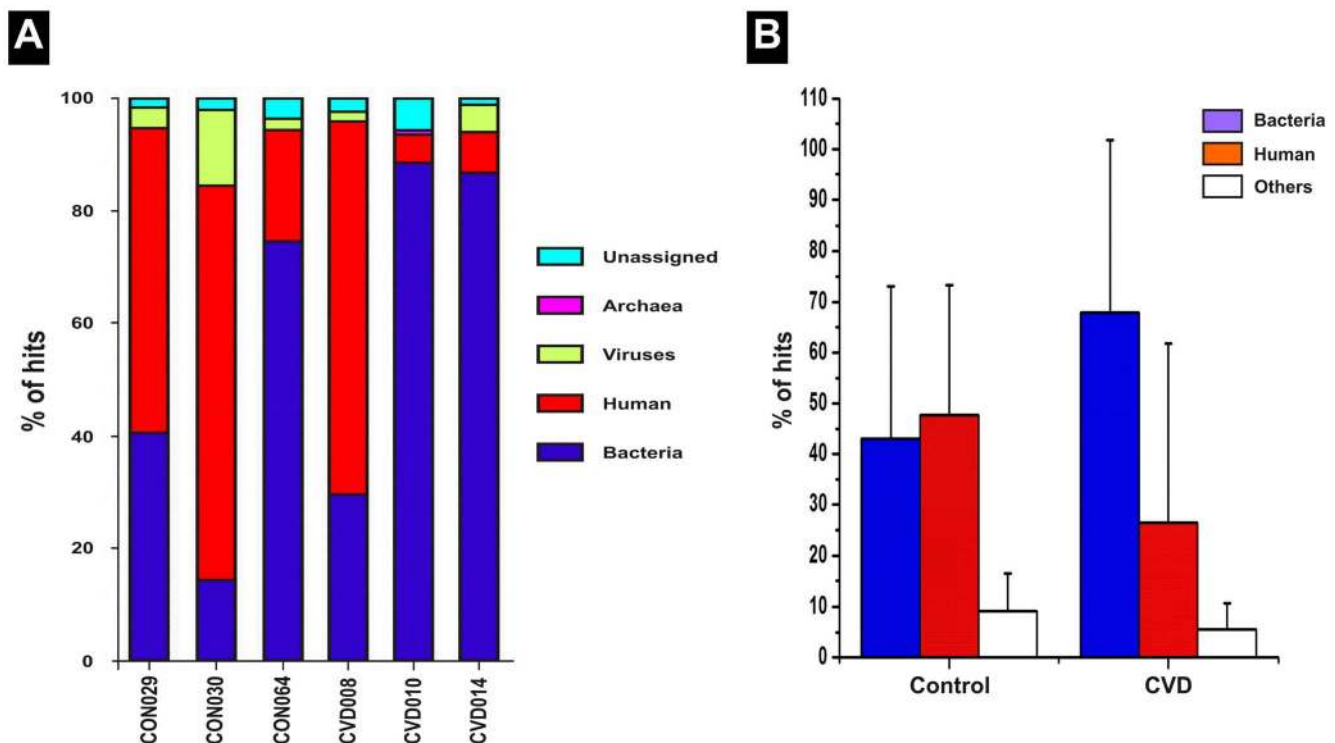 A
100
80
60
40
20
0
% of hits
CON029
CON030
CON064
CVD008
CVD010
CVD014
Unassigned
Archaea
Viruses
Human
Bacteria
B
110
100
90
80
70
60
50
40
30
20
10
0
% of hits
Control
CVD
Bacteria
Human
Others